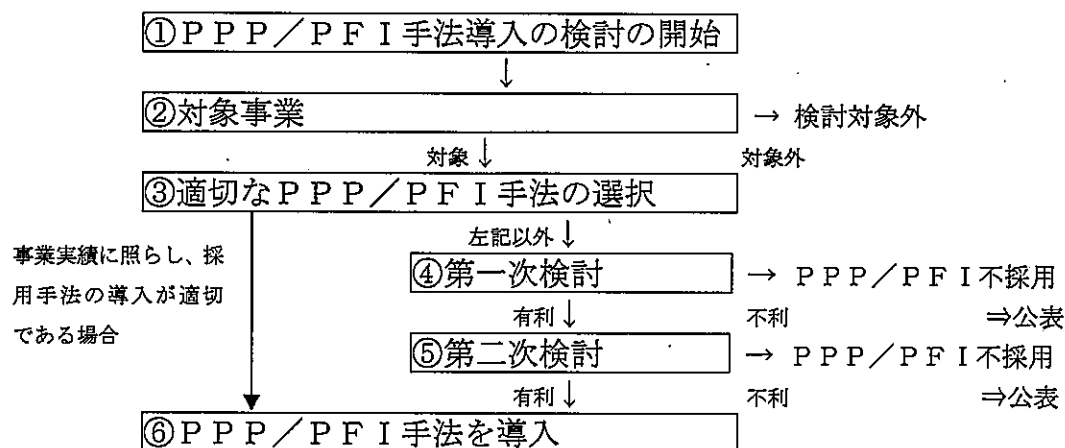 ①ＰＰＰ／ＰＦＩ手法導入の検討の開始
↓
②対象事業 → 検討対象外
対象 ↓ 対象外
③適切なＰＰＰ／ＰＦＩ手法の選択
左記以外 ↓
事業実績に照らし、採
用手法の導入が適切
である場合
④第一次検討 → ＰＰＰ／ＰＦＩ不採用
有利 ↓ 不利 ⇒公表
⑤第二次検討 → ＰＰＰ／ＰＦＩ不採用
有利 ↓ 不利 ⇒公表
⑥ＰＰＰ／ＰＦＩ手法を導入